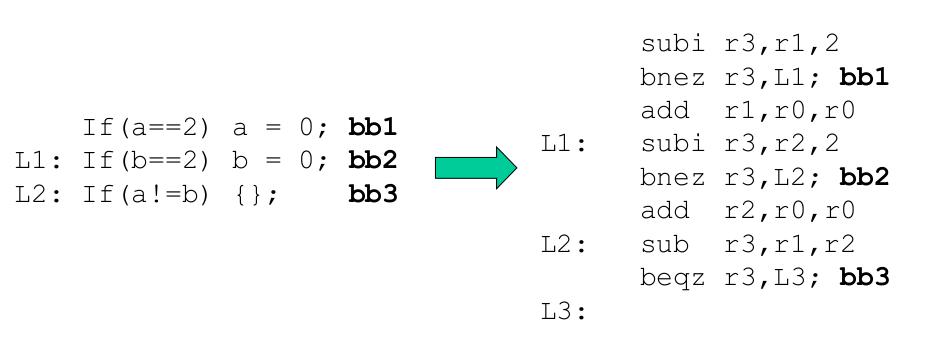 If(a==2) a = 0; bb1
L1: If(b==2) b = 0; bb2
L2: If(a!=b) {}; bb3
subi r3,r1,2
bnez r3,L1; bb1
add r1,r0,r0
L1: subi r3,r2,2
bnez r3,L2; bb2
add r2,r0,r0
L2: sub r3,r1,r2
beqz r3,L3; bb3
L3: